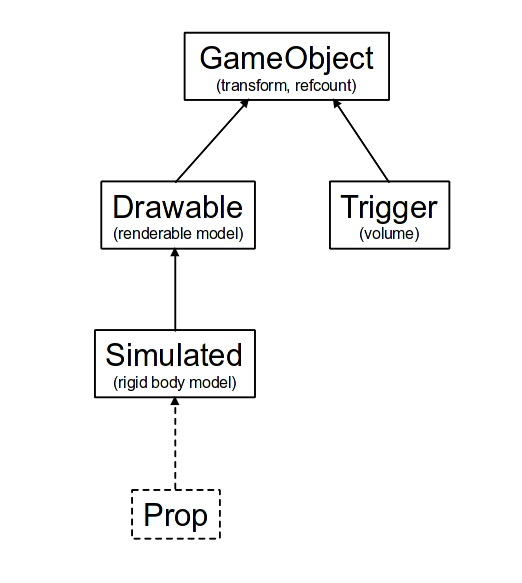 GameObject
(transform, refcount)
Drawable
(renderable model)
Trigger
(volume)
Simulated
(rigid body model)
Prop